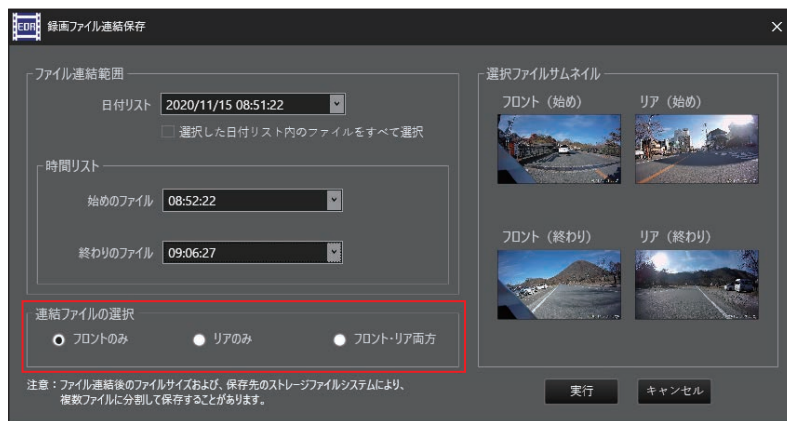 EDR 録画ファイル連結保存
ファイル連結範囲
日付リスト 2020/11/15 08:51:22
選択した日付リスト内のファイルをすべて選択
時間リスト
始めのファイル 08:52:22
終わりのファイル 09:06:27
連結ファイルの選択
フロントのみ リアのみ フロント・リア両方
注意：ファイル連結後のファイルサイズおよび、保存先のストレージファイルシステムにより、
複数ファイルに分割して保存することがあります。
選択ファイルサムネイル
フロント（始め） リア（始め）
フロント（終わり） リア（終わり）
実行 キャンセル